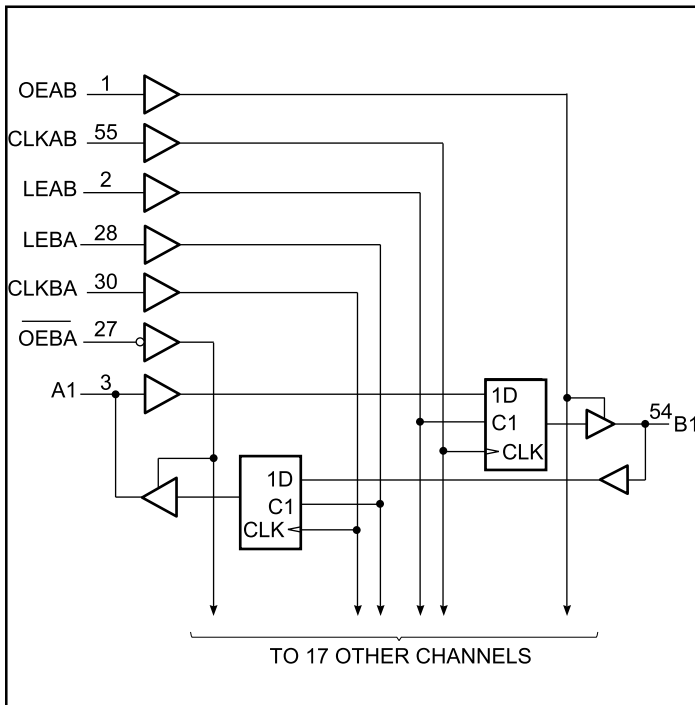 OEAB 1
CLKAB 55
LEAB 2
LEBA 28
CLKBA 30
OEBA 27
A1 3
1D
C1
CLK
54 B1
1D
C1
CLK
TO 17 OTHER CHANNELS